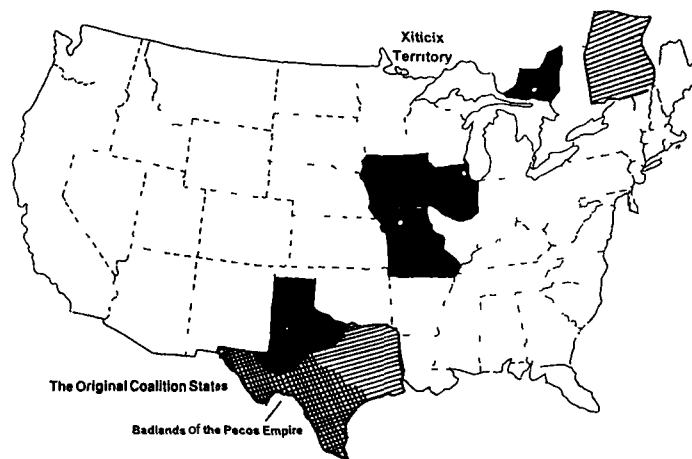 Xiticix
Territory
The Original Coalition States
Badlands of the Pecos Empire